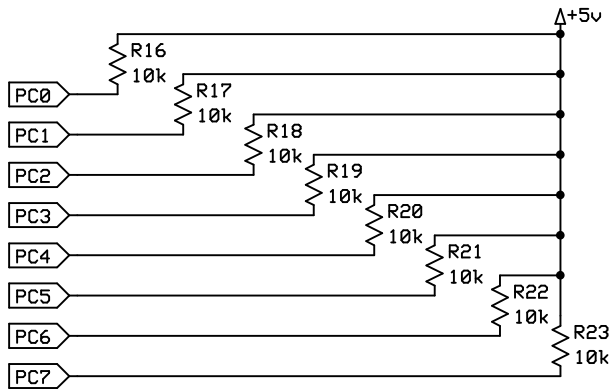 +5v
R16
10k
PC0
R17
10k
PC1
R18
10k
PC2
R19
10k
PC3
R20
10k
PC4
R21
10k
PC5
R22
10k
PC6
R23
10k
PC7